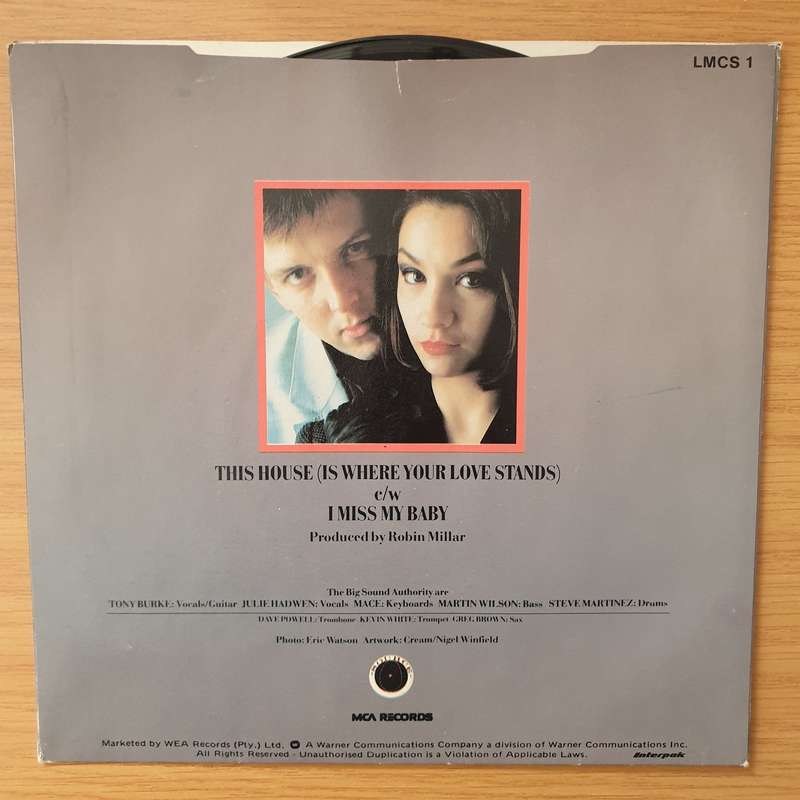 LMCS 1
THIS HOUSE (IS WHERE YOUR LOVE STANDS)
c/w
I MISS MY BABY
Produced by Robin Millar
The Big Sound Authority are
TONY BURKE: Vocals/Guitar JULIE HADWEN: Vocals MACE: Keyboards MARTIN WILSON: Bass STEVE MARTINEZ: Drums
DAVE POWELL: Trombone KEVIN WHITE: Trumpet GREG BROWN: Sax
Photo: Eric Watson Artwork: Cream/Nigel Winfield
MCA RECORDS
Marketed by WEA Records (Pty.) Ltd. A Warner Communications Company a division of Warner Communications Inc.
All Rights Reserved - Unauthorised Duplication is a Violation of Applicable Laws.
Interpak